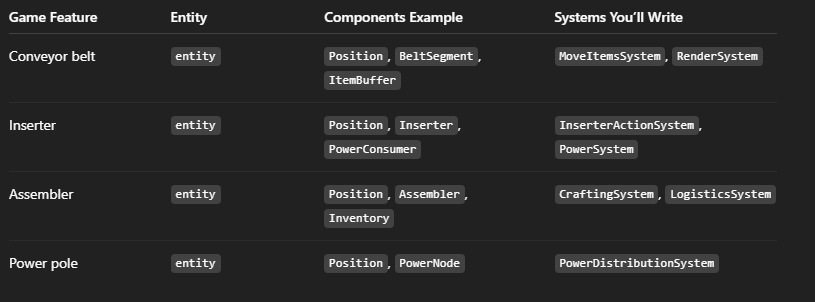 Game Feature Entity Components Example Systems You'll Write
Conveyor belt entity Position, BeltSegment, MoveItemsSystem, RenderSystem
ItemBuffer
Inserter entity Position, Inserter, InserterActionSystem,
PowerConsumer PowerSystem
Assembler entity Position, Assembler, CraftingSystem, LogisticsSystem
Inventory
Power pole entity Position, PowerNode PowerDistributionSystem